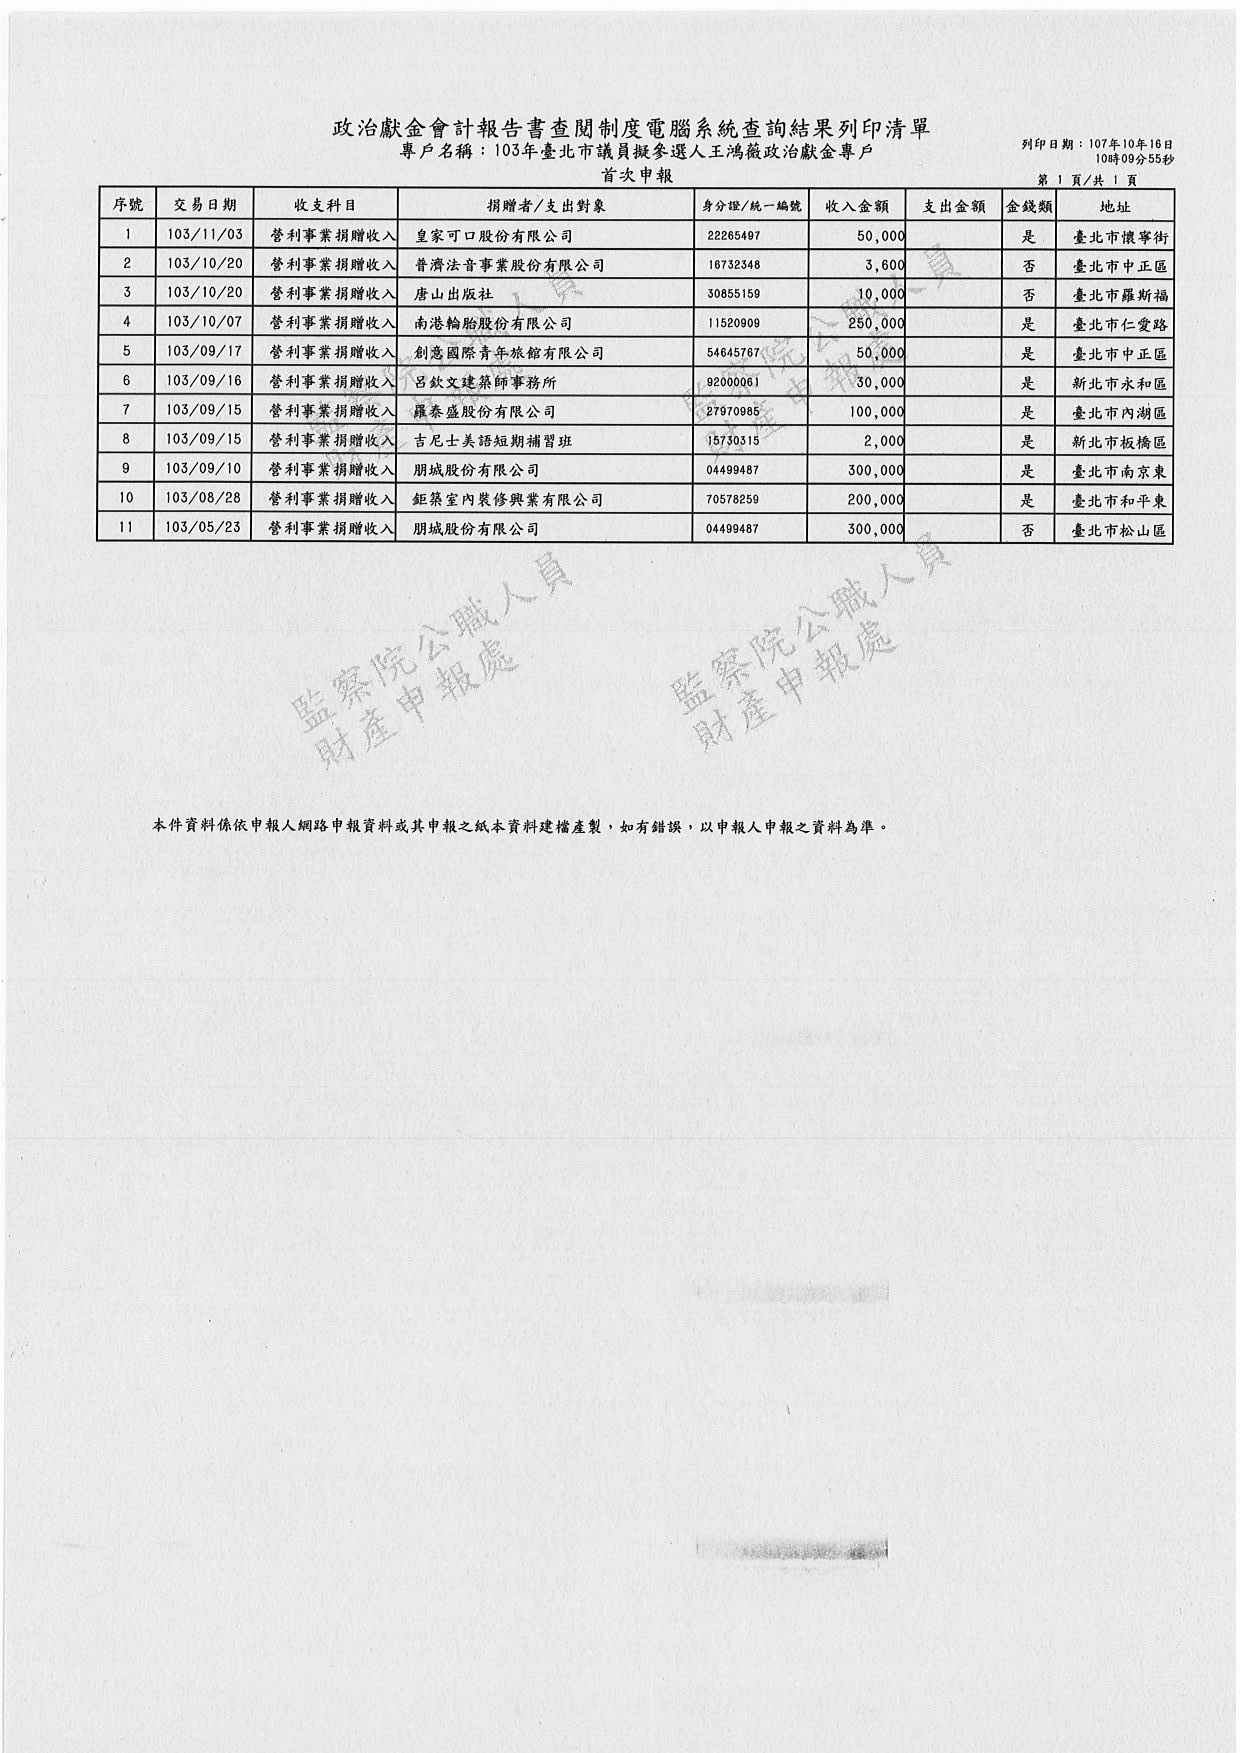 政治獻金會計報告書查閱制度電腦系統查詢結果列印清單
專戶名稱：103年臺北市議員擬參選人王鴻薇政治獻金專戶
首次申報
列印日期：107年10月16日
10時09分55秒
第 1 頁/共 1 頁
序號 交易日期 收支科目 捐贈者/支出對象 身分證/統一編號 收入金額 支出金額 金錢類 地址
1 103/11/03 營利事業捐贈收入 皇家可口股份有限公司 22265497 50,000 是 臺北市懷寧街
2 103/10/20 營利事業捐贈收入 普濟法音事業股份有限公司 16732348 3,600 否 臺北市中正區
3 103/10/20 營利事業捐贈收入 唐山出版社 30855159 10,000 否 臺北市羅斯福
4 103/10/07 營利事業捐贈收入 南港輪胎股份有限公司 11520909 250,000 是 臺北市仁愛路
5 103/09/17 營利事業捐贈收入 創意國際青年旅館有限公司 54645767 50,000 是 臺北市中正區
6 103/09/16 營利事業捐贈收入 呂欽文建築師事務所 92000061 30,000 是 新北市永和區
7 103/09/15 營利事業捐贈收入 羅泰盛股份有限公司 27970985 100,000 是 臺北市內湖區
8 103/09/15 營利事業捐贈收入 吉尼士美語短期補習班 15730315 2,000 是 新北市板橋區
9 103/09/10 營利事業捐贈收入 朋城股份有限公司 04499487 300,000 是 臺北市南京東
10 103/08/28 營利事業捐贈收入 鉅築室內裝修興業有限公司 70578259 200,000 是 臺北市和平東
11 103/05/23 營利事業捐贈收入 朋城股份有限公司 04499487 300,000 否 臺北市松山區
監察院公職人員
財產申報處
監察院公職人員
財產申報處
監察院公職人員
財產申報處
監察院公職人員
財產申報處
本件資料係依申報人網路申報資料或其申報之紙本資料建檔產製，如有錯誤，以申報人申報之資料為準。